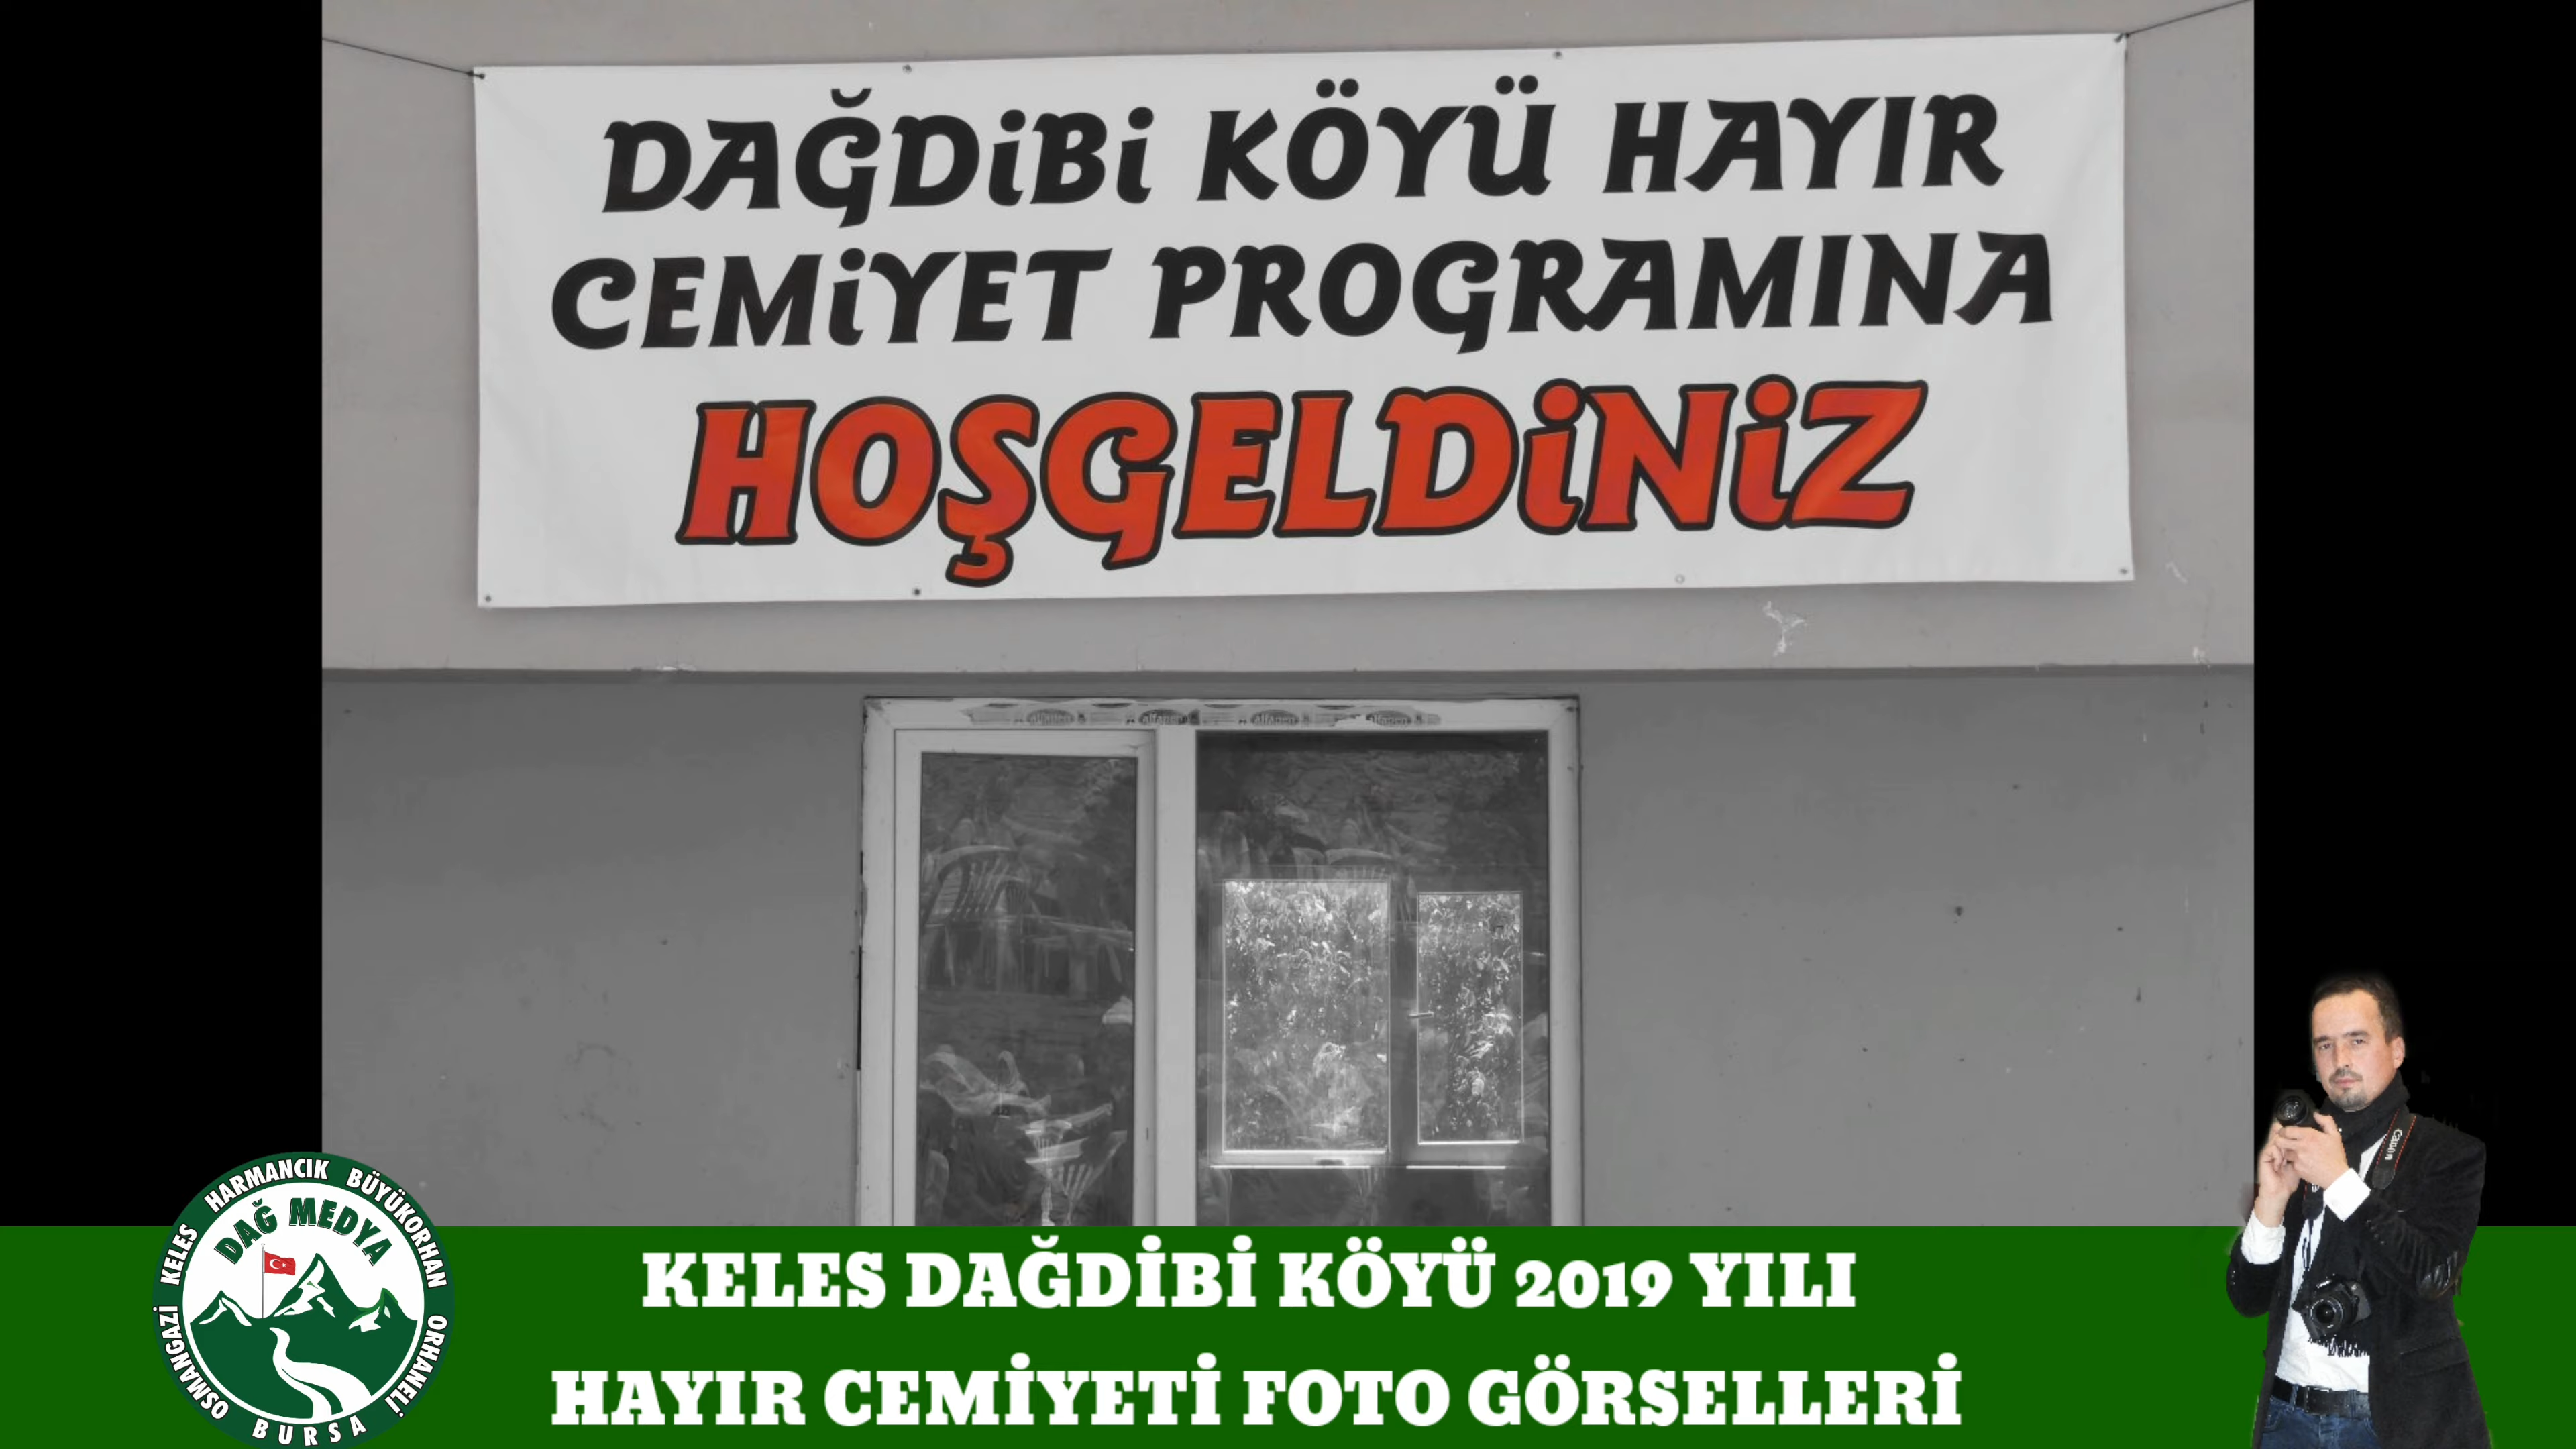 DAĞDiBi KÖYÜ HAYIR
CEMiYET PROGRAMINA
HOŞGELDiNiZ
OSMANGAZİ KELES HARMANCIK BÜYÜKORHAN ORHANELİ
DAĞ MEDYA
BURSA
Canon
KELES DAĞDİBİ KÖYÜ 2019 YILI
HAYIR CEMİYETİ FOTO GÖRSELLERİ